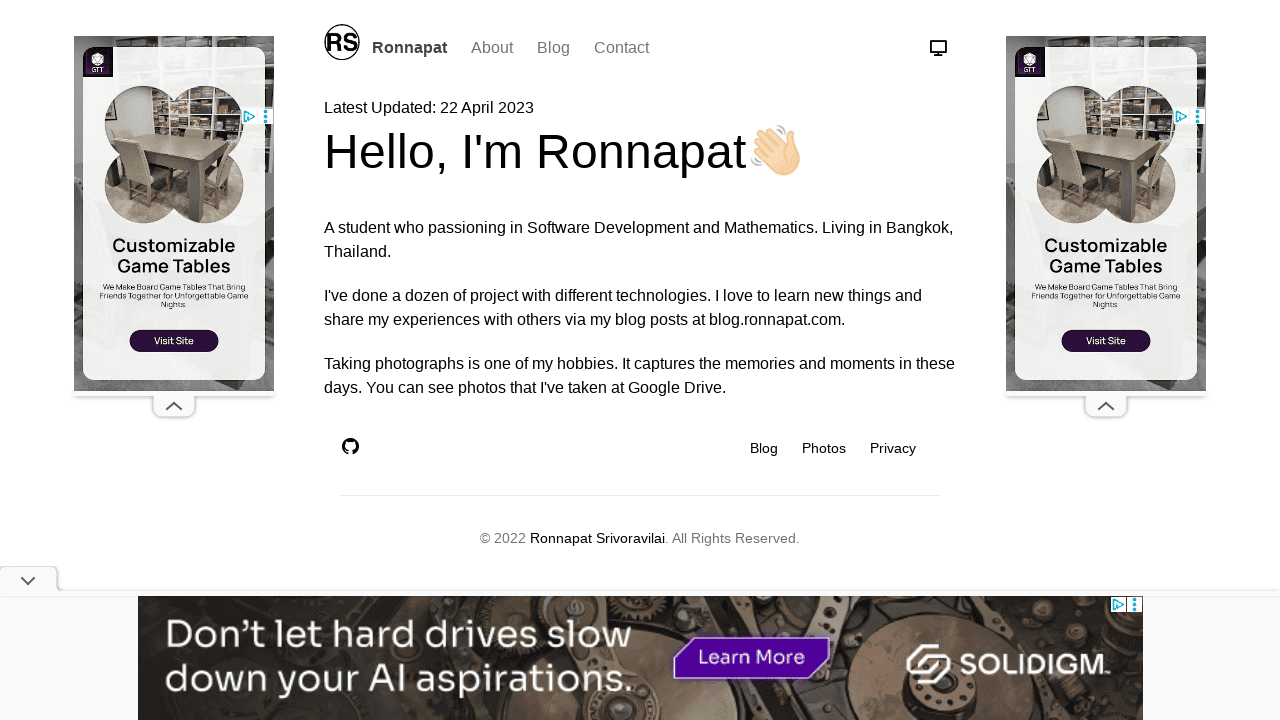 RS
Ronnapat
About
Blog
Contact
Latest Updated: 22 April 2023
Hello, I'm Ronnapat
A student who passioning in Software Development and Mathematics. Living in Bangkok,
Thailand.
I've done a dozen of project with different technologies. I love to learn new things and
share my experiences with others via my blog posts at blog.ronnapat.com.
Taking photographs is one of my hobbies. It captures the memories and moments in these
days. You can see photos that I've taken at Google Drive.
Blog
Photos
Privacy
© 2022 Ronnapat Srivoravilai. All Rights Reserved.
GTT
Customizable
Game Tables
We Make Board Game Tables That Bring
Friends Together for Unforgettable Game
Nights.
Visit Site
GTT
Customizable
Game Tables
We Make Board Game Tables That Bring
Friends Together for Unforgettable Game
Nights.
Visit Site
Don't let hard drives slow
down your AI aspirations.
Learn More
SOLIDIGM